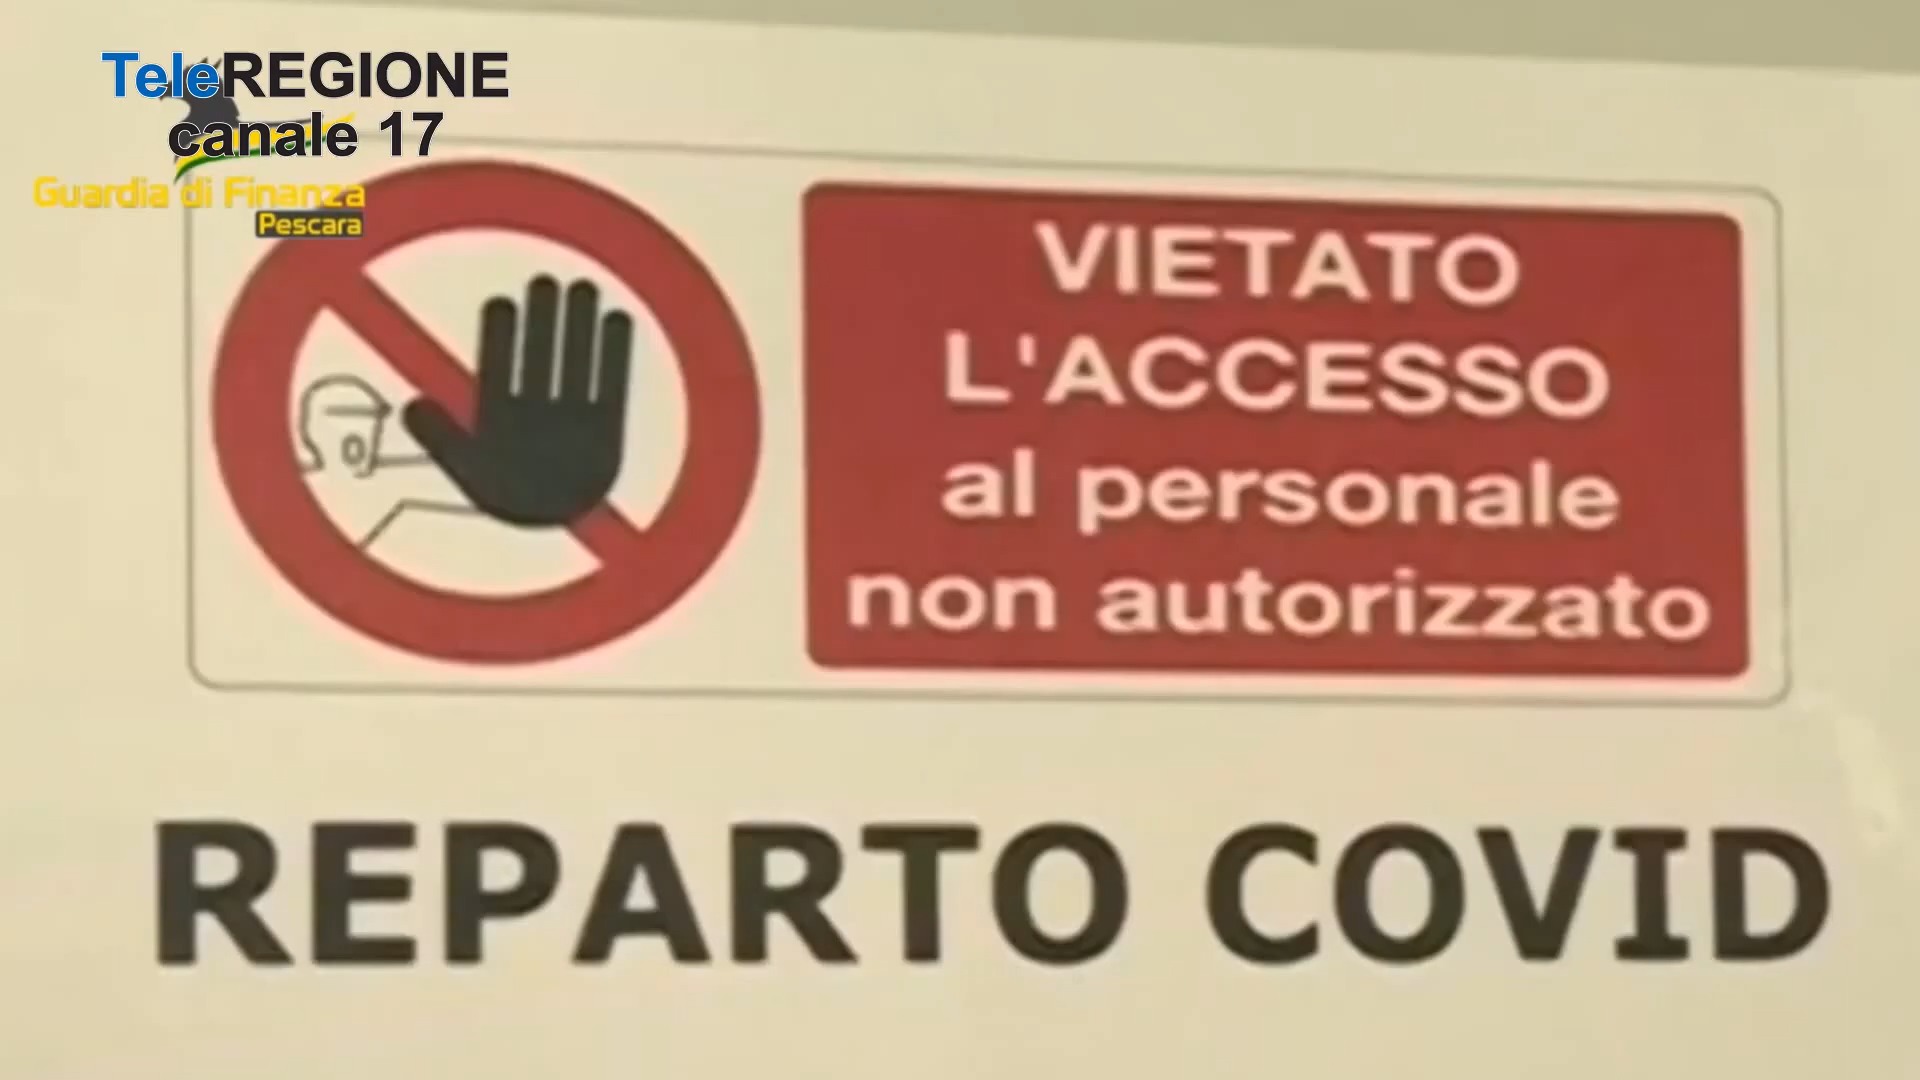 TeleREGIONE
canale 17
Guardia di Finanza
Pescara
VIETATO
L'ACCESSO
al personale
non autorizzato
REPARTO COVID